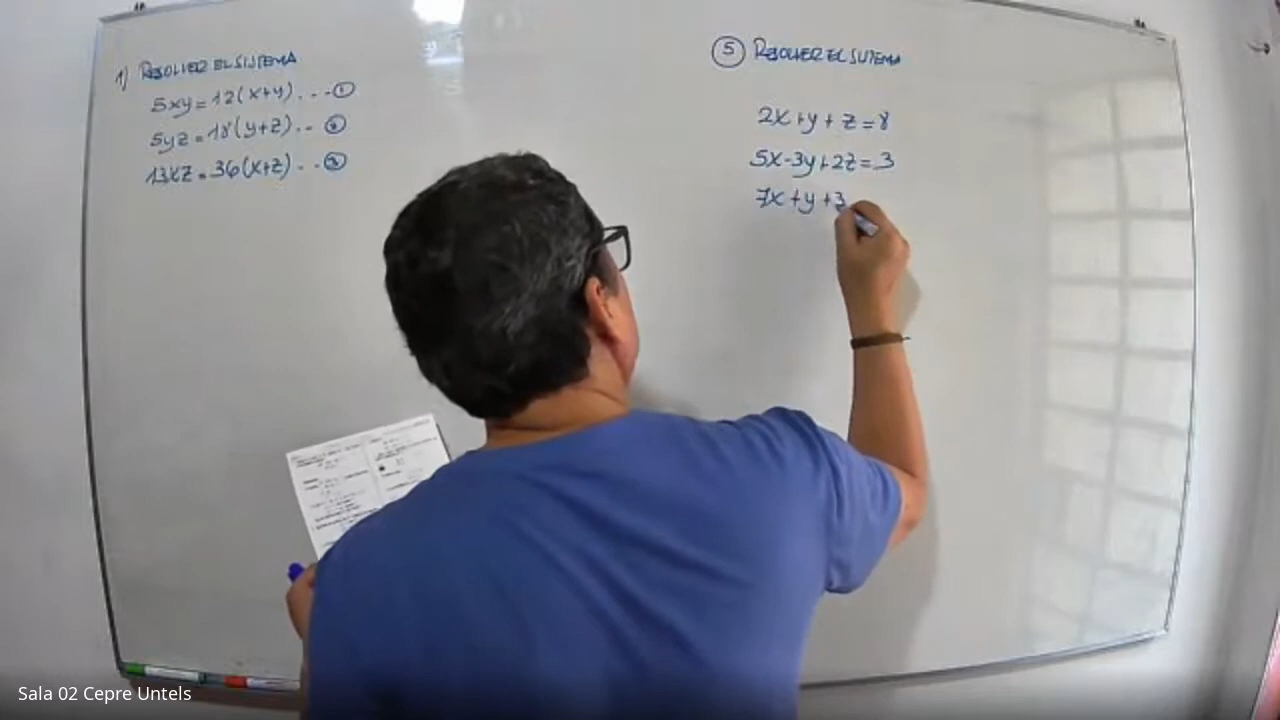 1) RESOLVER EL SISTEMA
5xy = 12(x+y) . - - ①
5yz = 18(y+z) . - ②
13xz = 36(x+z) . - ③
⑤ RESOLVER EL SISTEMA
2x + y + z = 8
5x - 3y + 2z = 3
7x + y + 3
Sala 02 Cepre Untels